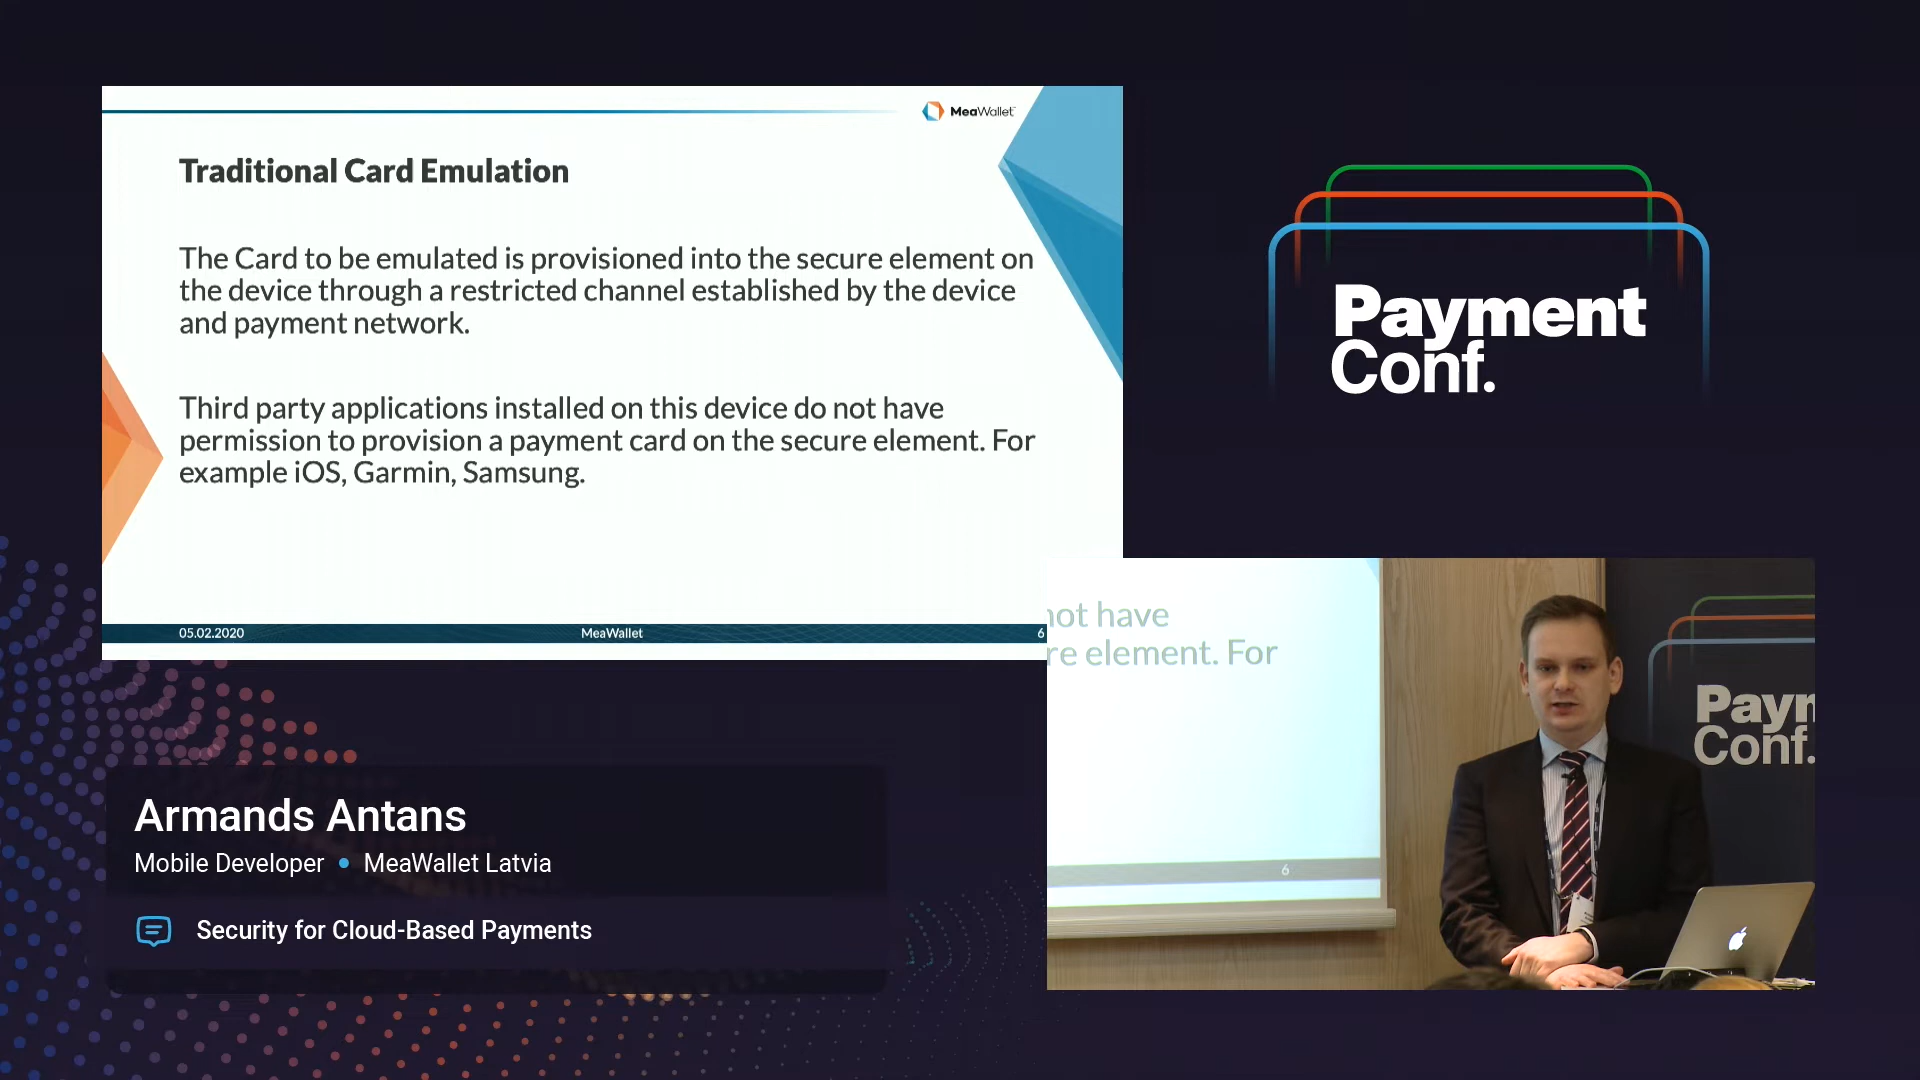 MeaWallet
Traditional Card Emulation
The Card to be emulated is provisioned into the secure element on
the device through a restricted channel established by the device
and payment network.
Third party applications installed on this device do not have
permission to provision a payment card on the secure element. For
example iOS, Garmin, Samsung.
05.02.2020
MeaWallet
6
Payment
Conf.
not have
re element. For
6
Paym
Conf.
Armands Antans
Mobile Developer • MeaWallet Latvia
Security for Cloud-Based Payments